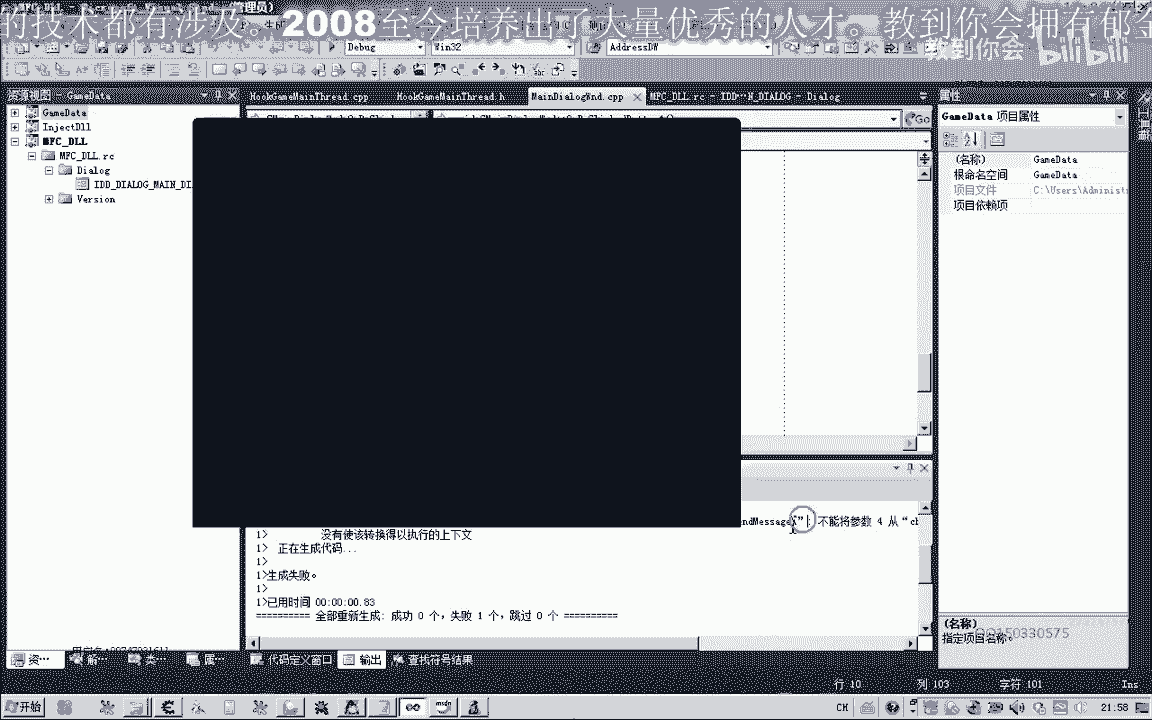 的技术都有涉及。2008至今培养出了大量优秀的人才。教到你会拥有郁金
教到你会 bilibili
Debug Win32 AddressDW
资源视图 - GameData
HookGameMainThread.cpp HookGameMainThread.h MainDialogWnd.cpp MFC_DLL.rc - IDD
N_DIALOG - Dialog
属性
GameData
InjectDll
MFC_DLL
MFC_DLL.rc
Dialog
IDD_DIALOG_MAIN_DI
Version
Go
GameData 项目属性
(名称) GameData
根命名空间 GameData
项目文件 C:\Users\Administr
项目依赖项
ndMessageA”: 不能将参数 4 从“ch
1> 没有使该转换得以执行的上下文
1> 正在生成代码...
1>
1>生成失败。
1>
1>已用时间 00:00:00.83
========== 全部重新生成: 成功 0 个，失败 1 个，跳过 0 个 ==========
(名称)
指定项目名称。
QQ150330575
资... 解... 类... 属... 代码定义窗口 输出 查找符号结果
行 10 列 103 字符 101 Ins
开始 CH 21:58